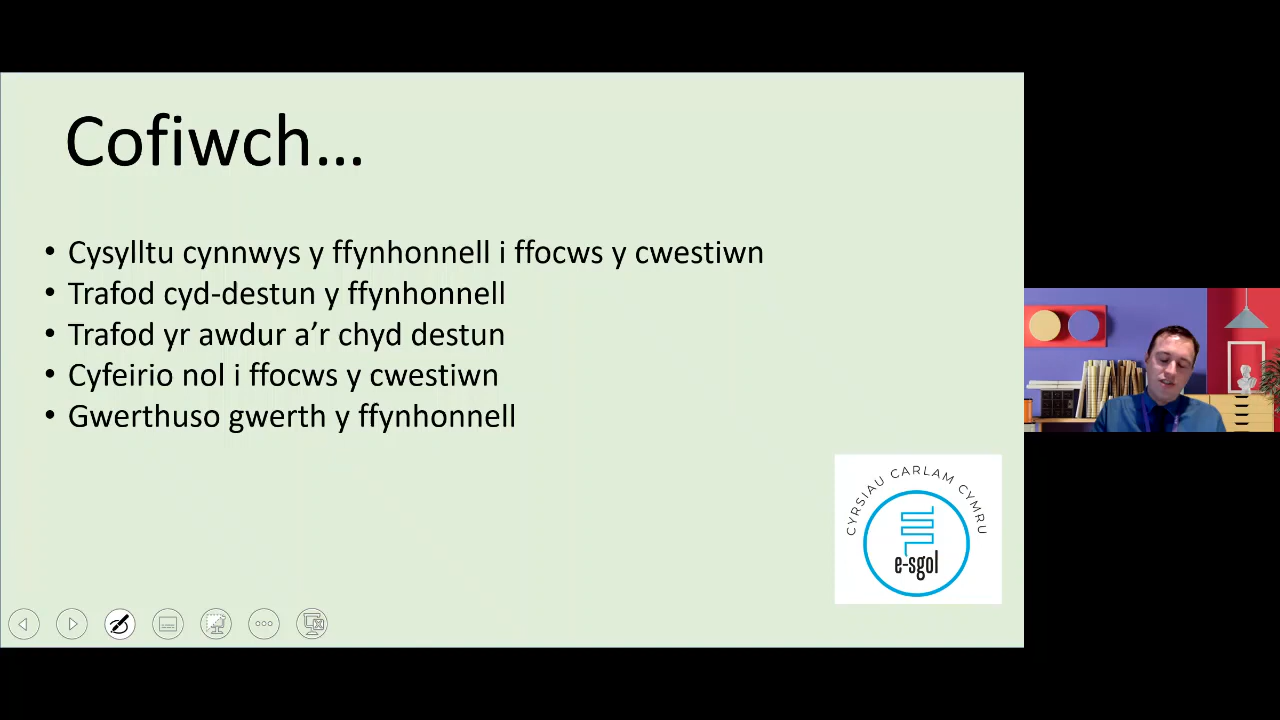 Cofiwch…
• Cysylltu cynnwys y ffynhonnell i ffocws y cwestiwn
• Trafod cyd-destun y ffynhonnell
• Trafod yr awdur a’r chyd destun
• Cyfeirio nol i ffocws y cwestiwn
• Gwerthuso gwerth y ffynhonnell
CYRSIAU CARLAM CYMRU
e-sgol